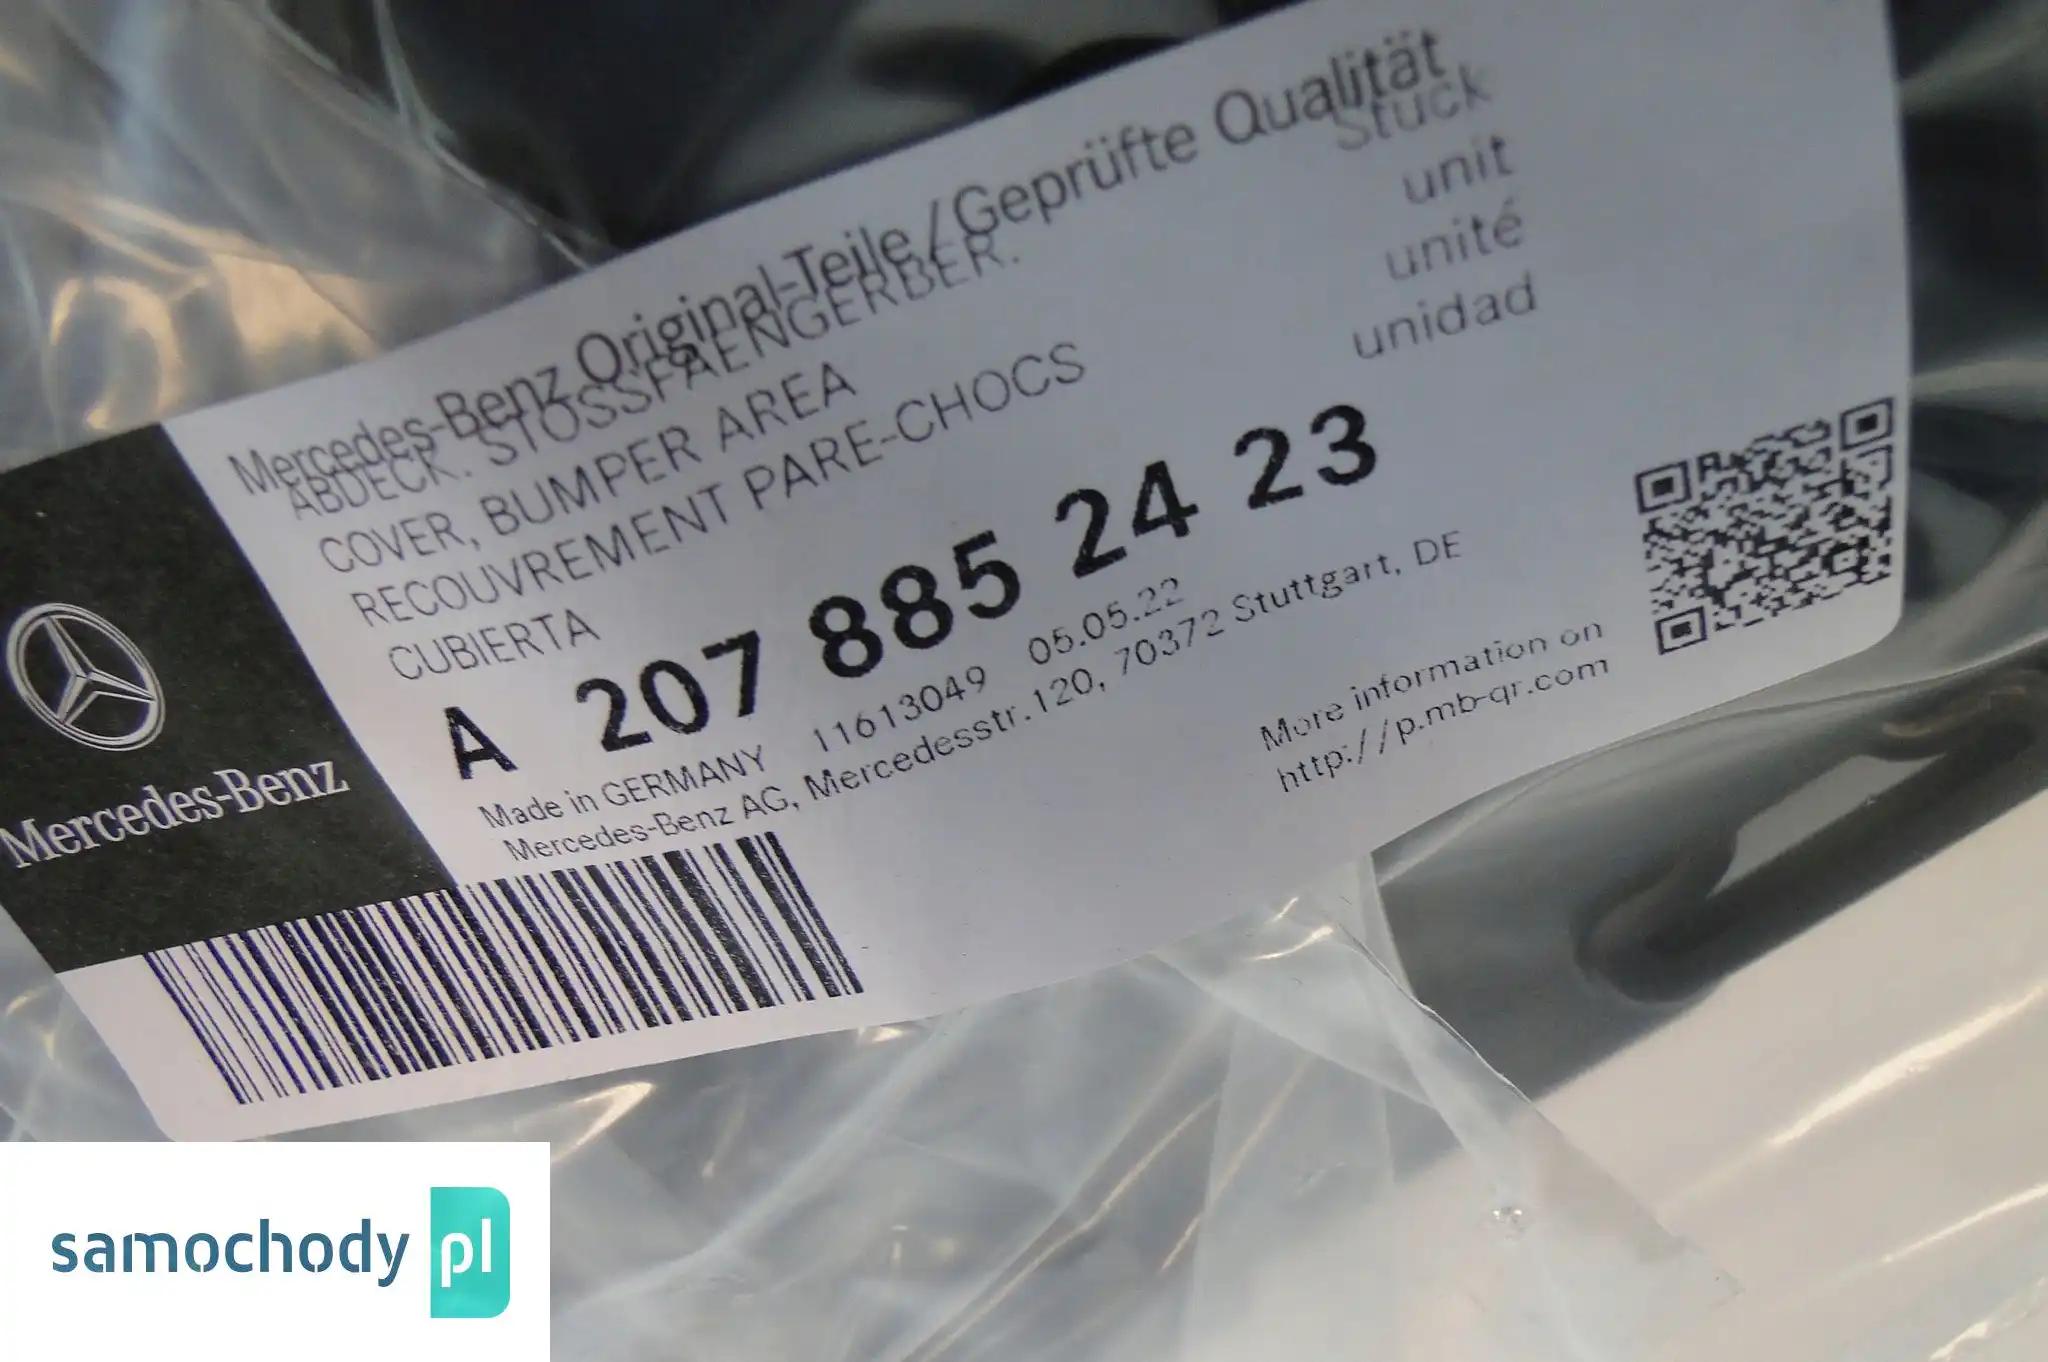 Mercedes-Benz Original-Teile/Geprüfte Qualität
ABDECK. STOSSFAENGERBER.
COVER, BUMPER AREA
RECOUVREMENT PARE-CHOCS
CUBIERTA
Stück
unit
unité
unidad
A 207 885 24 23
Made in GERMANY 11613049 05.05.22
Mercedes-Benz AG, Mercedesstr.120, 70372 Stuttgart, DE
More information on
http://p.mb-qr.com
Mercedes-Benz
samochody pl